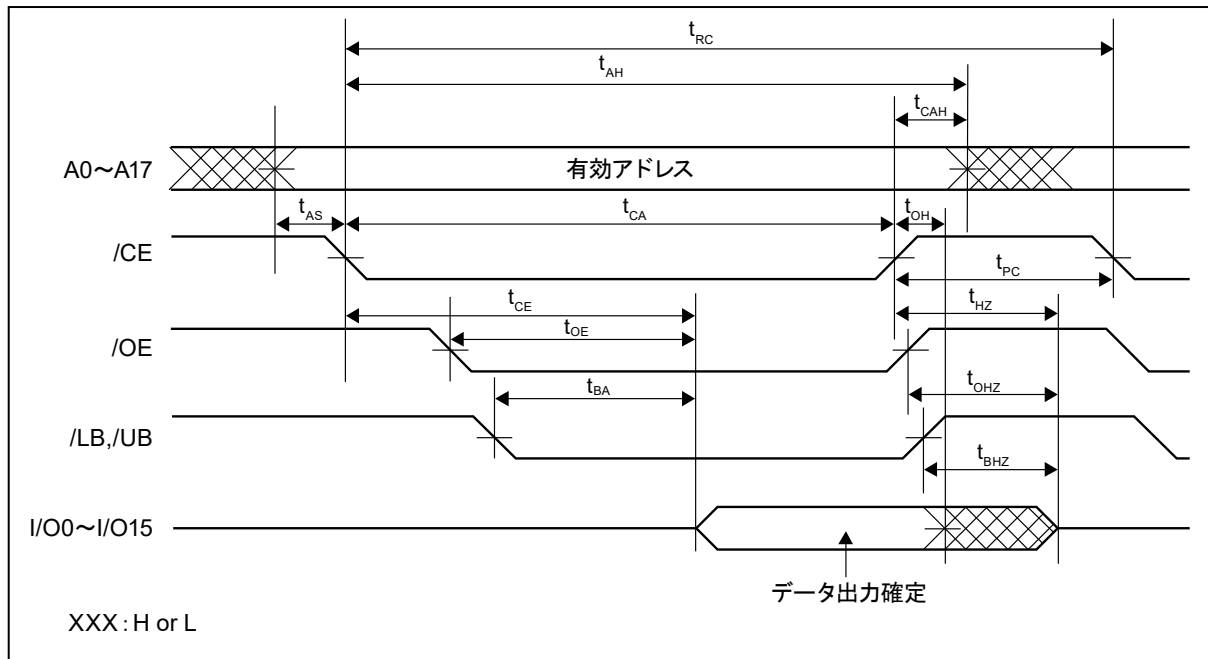 tRC
tAH
tCAH
A0～A17
有効アドレス
tAS
tCA
tOH
/CE
tPC
tCE
tHZ
/OE
tOE
tOHZ
tBA
/LB,/UB
tBHZ
I/O0～I/O15
データ出力確定
XXX : H or L